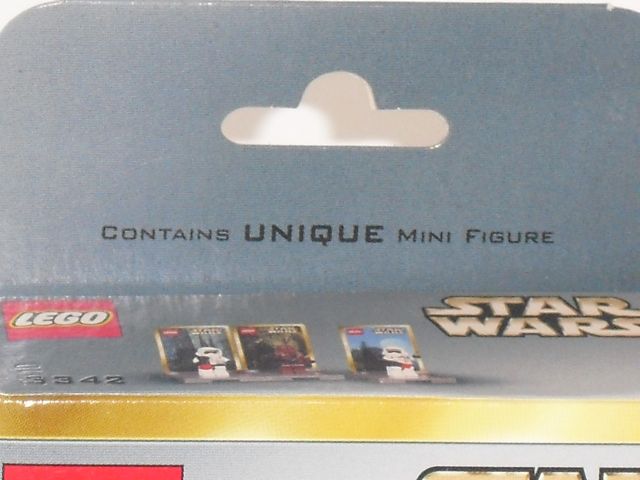 CONTAINS UNIQUE MINI FIGURE
LEGO
STAR
WARS
3342